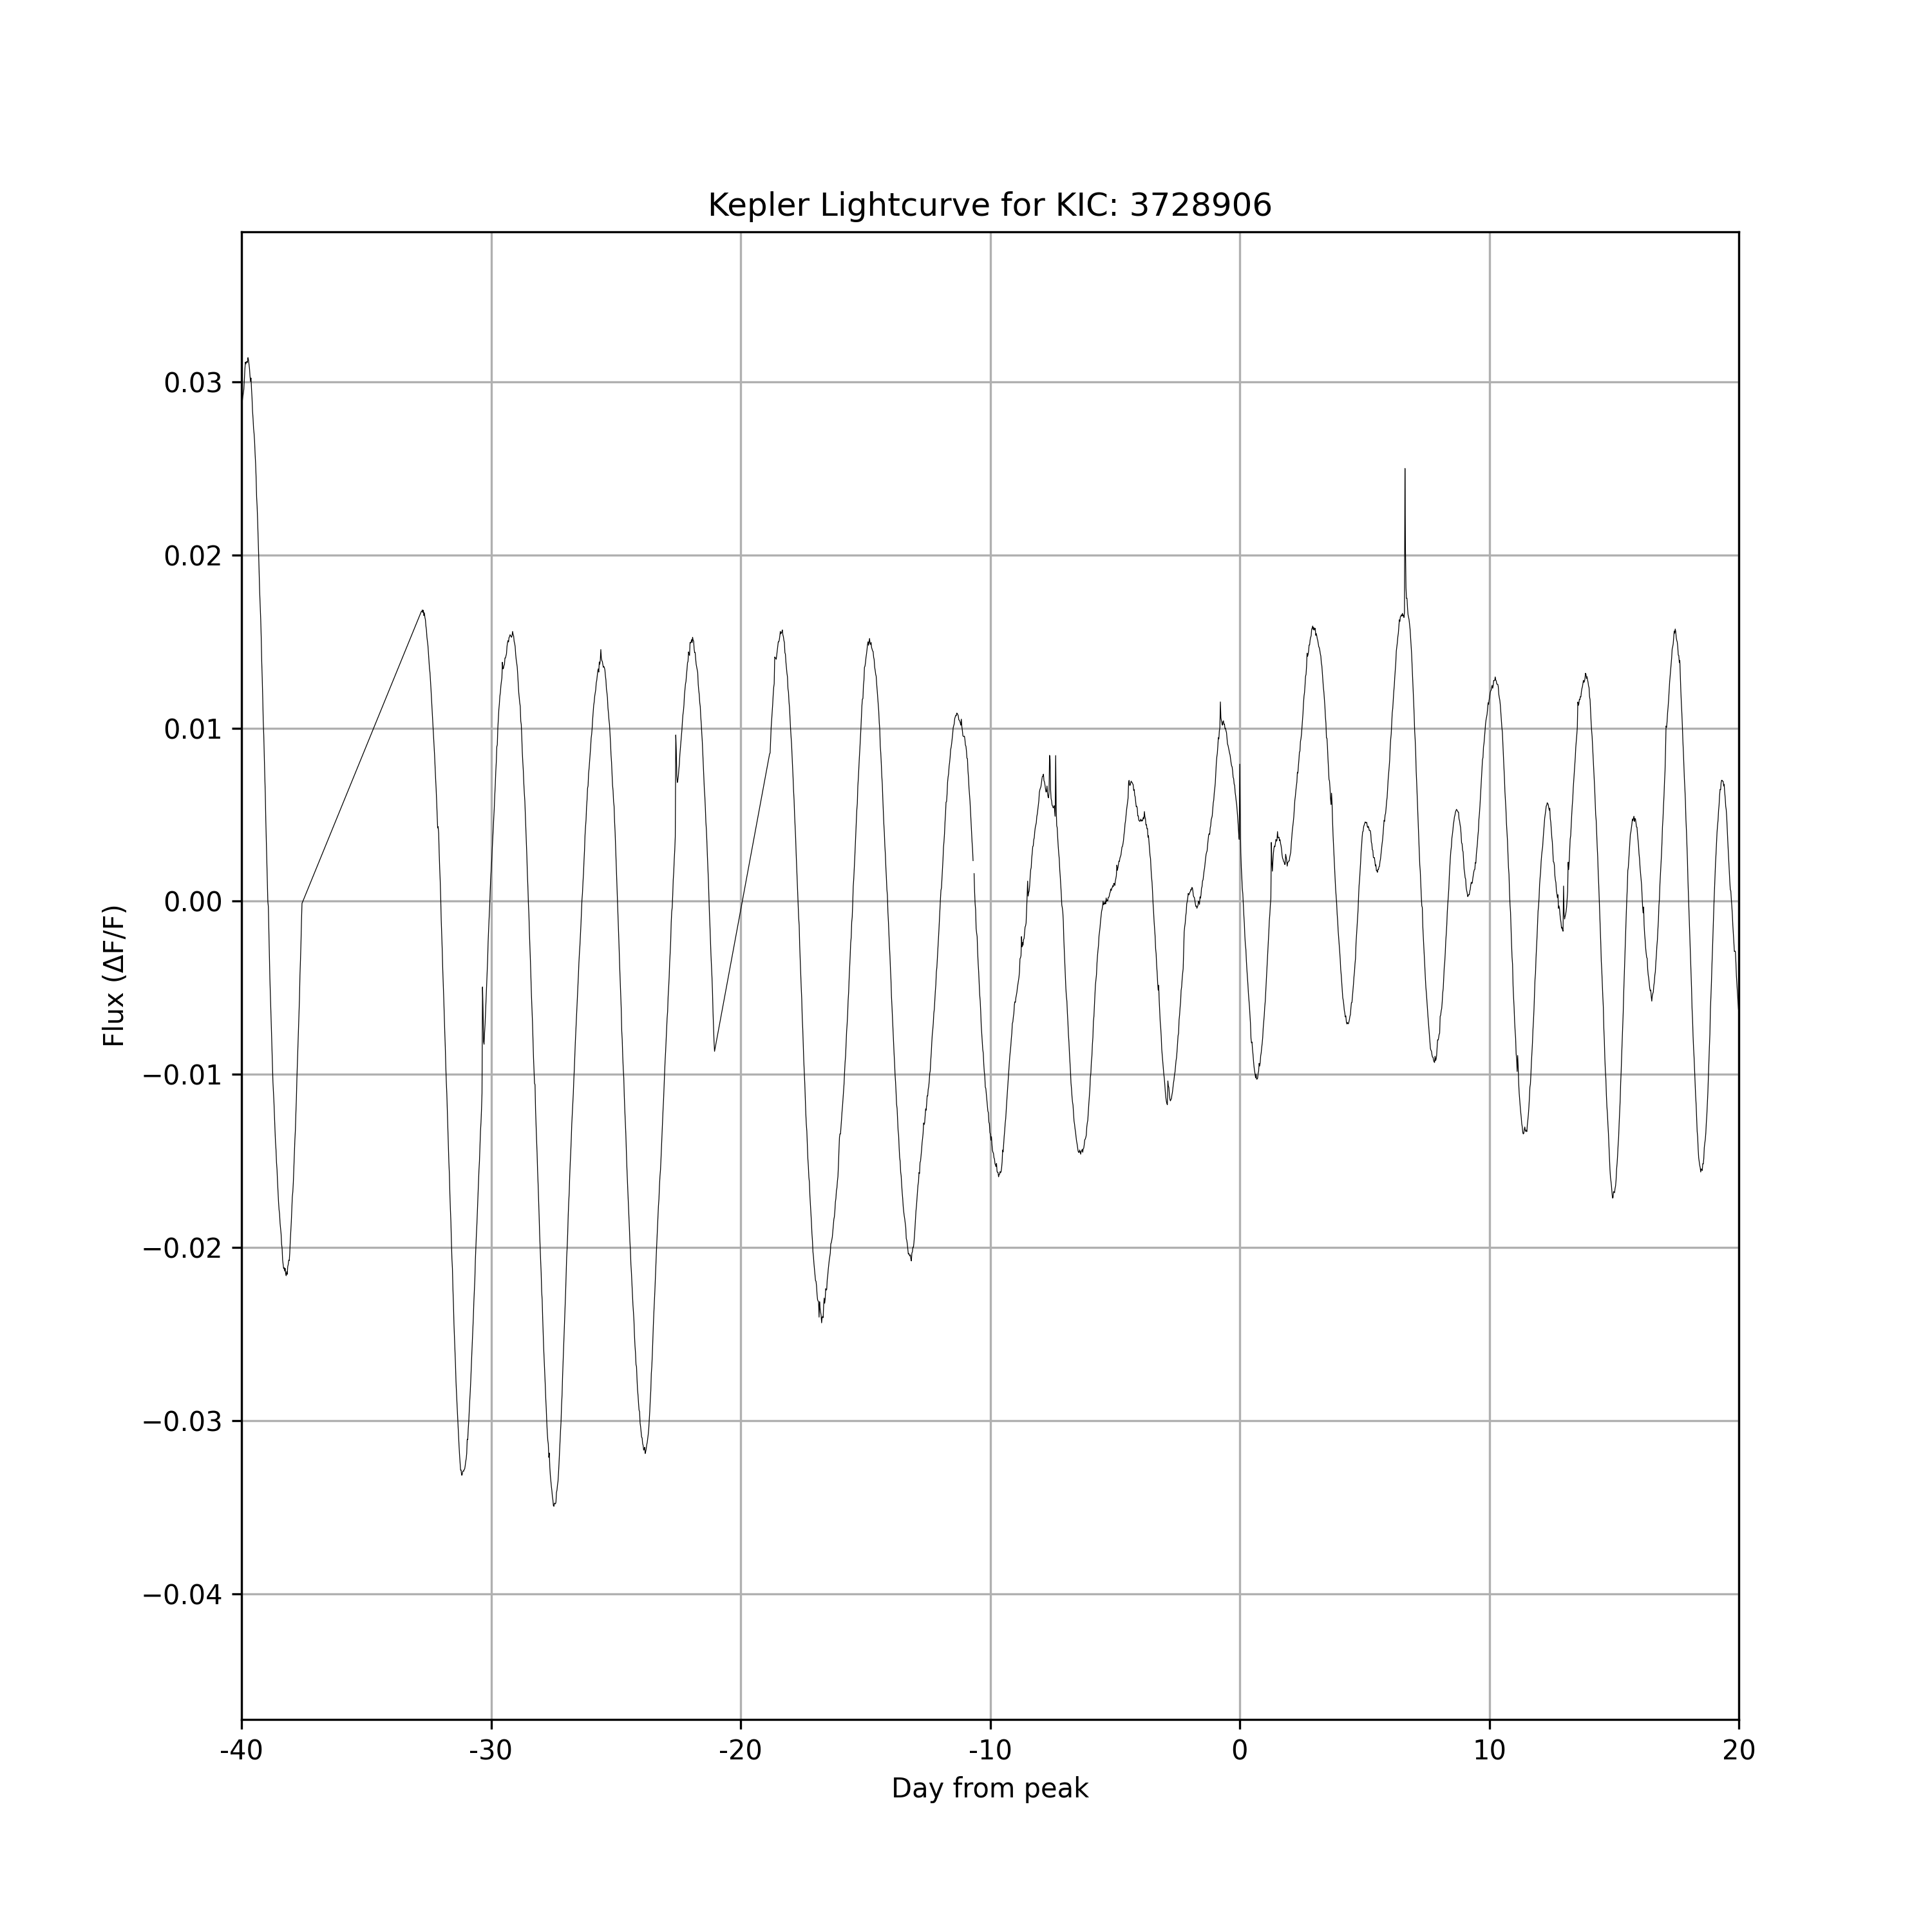 Kepler Lightcurve for KIC: 3728906
Flux (ΔF/F)
0.03
0.02
0.01
0.00
−0.01
−0.02
−0.03
−0.04
-40 -30 -20 -10 0 10 20
Day from peak